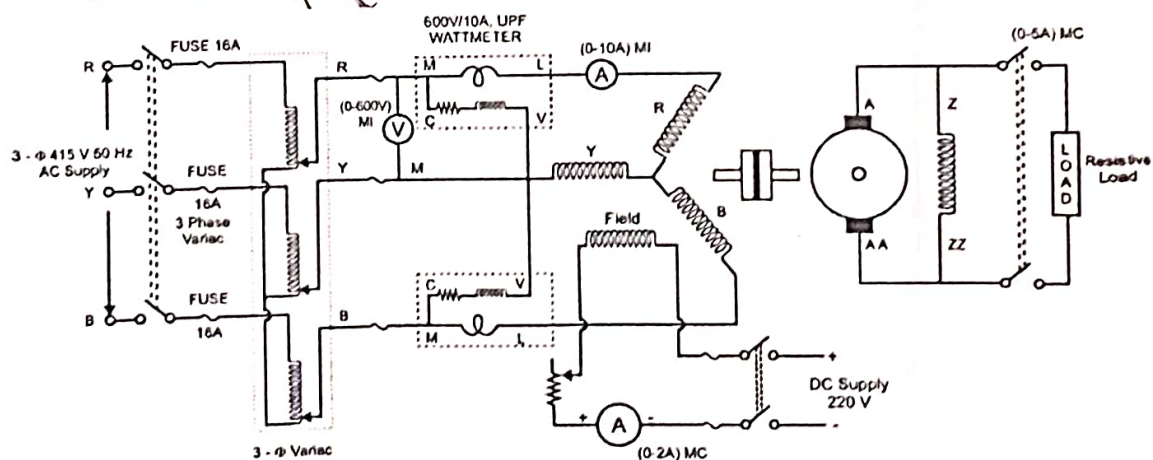 600V/10A, UPF
WATTMETER
(0-5A) MC
FUSE 16A
(0-10A) MI
R
R
M
L
A
(0-600V)
MI
V
C
V
R
A
Z
3 - Φ 415 V 50 Hz
AC Supply
Y
FUSE
16A
3 Phase
Variac
Y
M
Y
LOAD
Resistive
Load
B
Field
AA
ZZ
FUSE
16A
B
B
C
V
M
L
+
DC Supply
220 V
-
+
A
-
(0-2A) MC
3 - Φ Variac